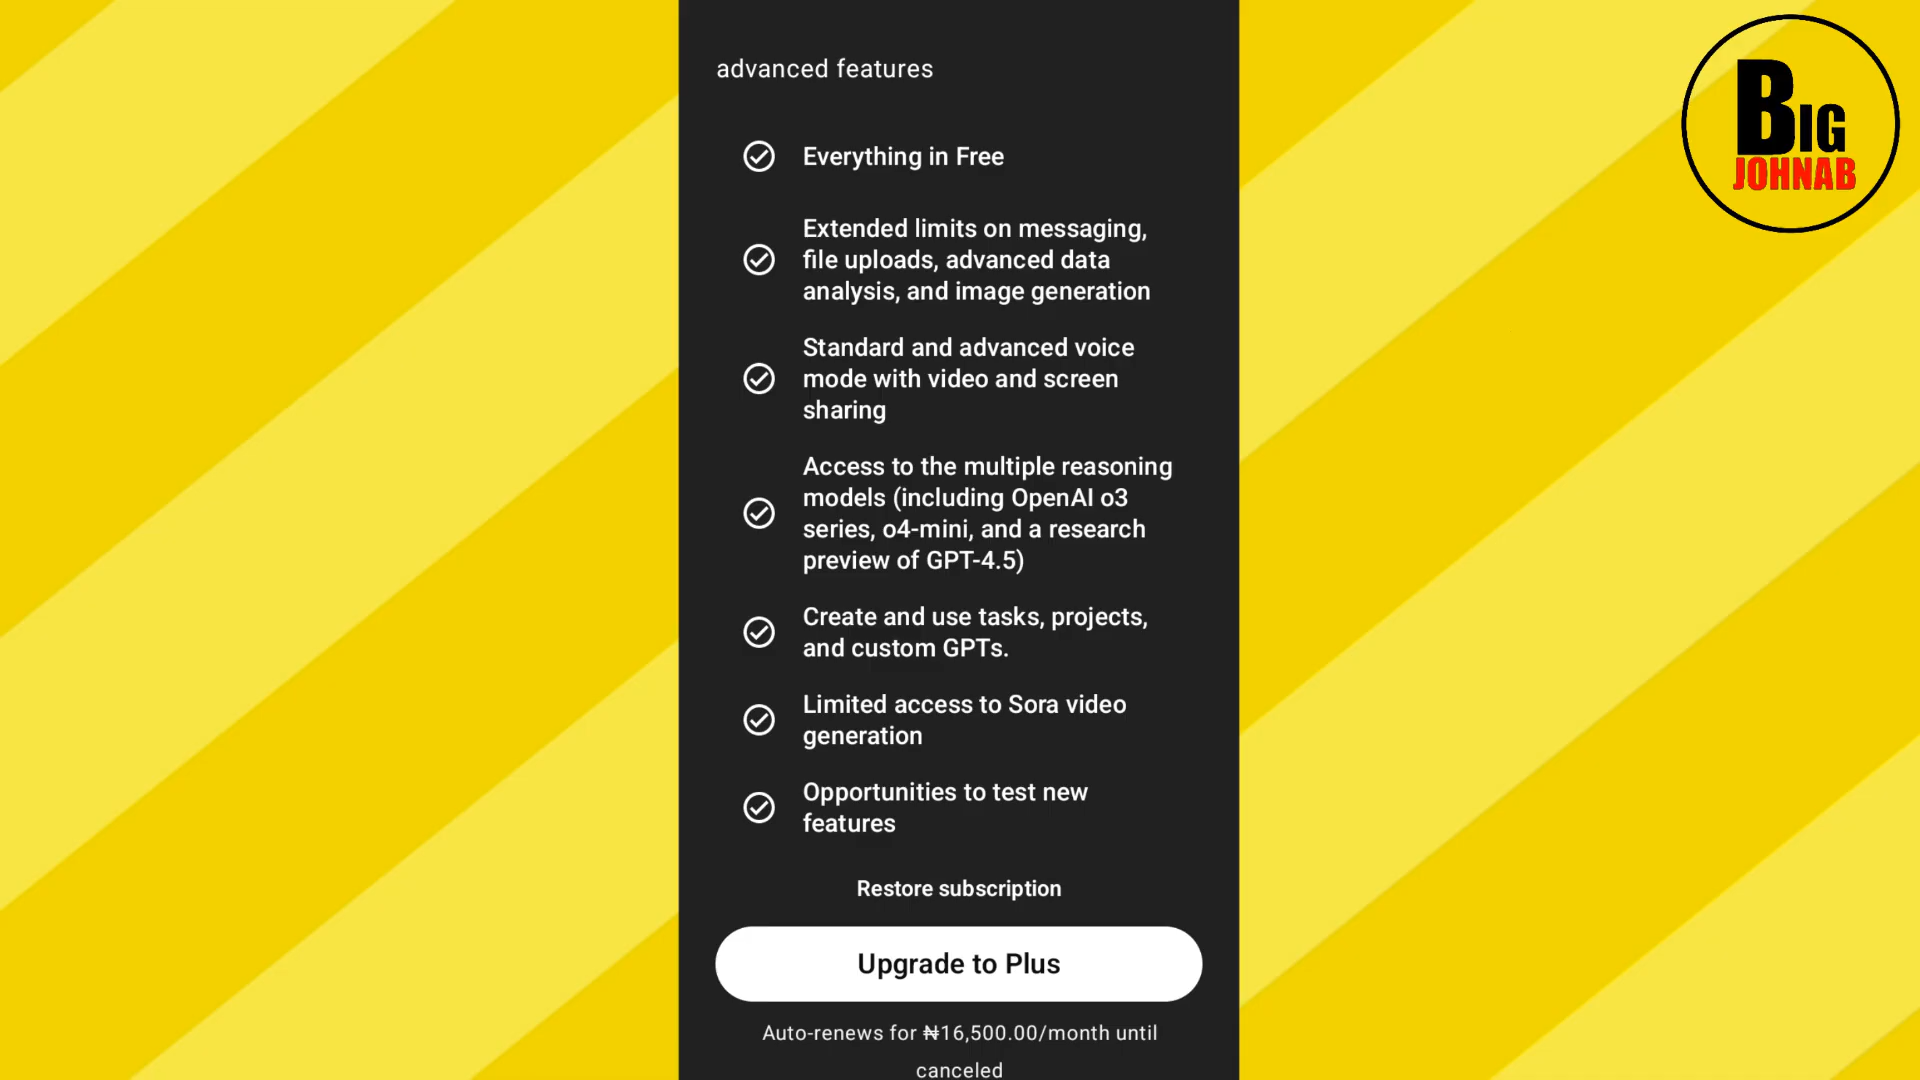 advanced features
Everything in Free
Extended limits on messaging,
file uploads, advanced data
analysis, and image generation
Standard and advanced voice
mode with video and screen
sharing
Access to the multiple reasoning
models (including OpenAI o3
series, o4-mini, and a research
preview of GPT-4.5)
Create and use tasks, projects,
and custom GPTs.
Limited access to Sora video
generation
Opportunities to test new
features
Restore subscription
Upgrade to Plus
Auto-renews for ₦16,500.00/month until
canceled
BIG
JOHNAB